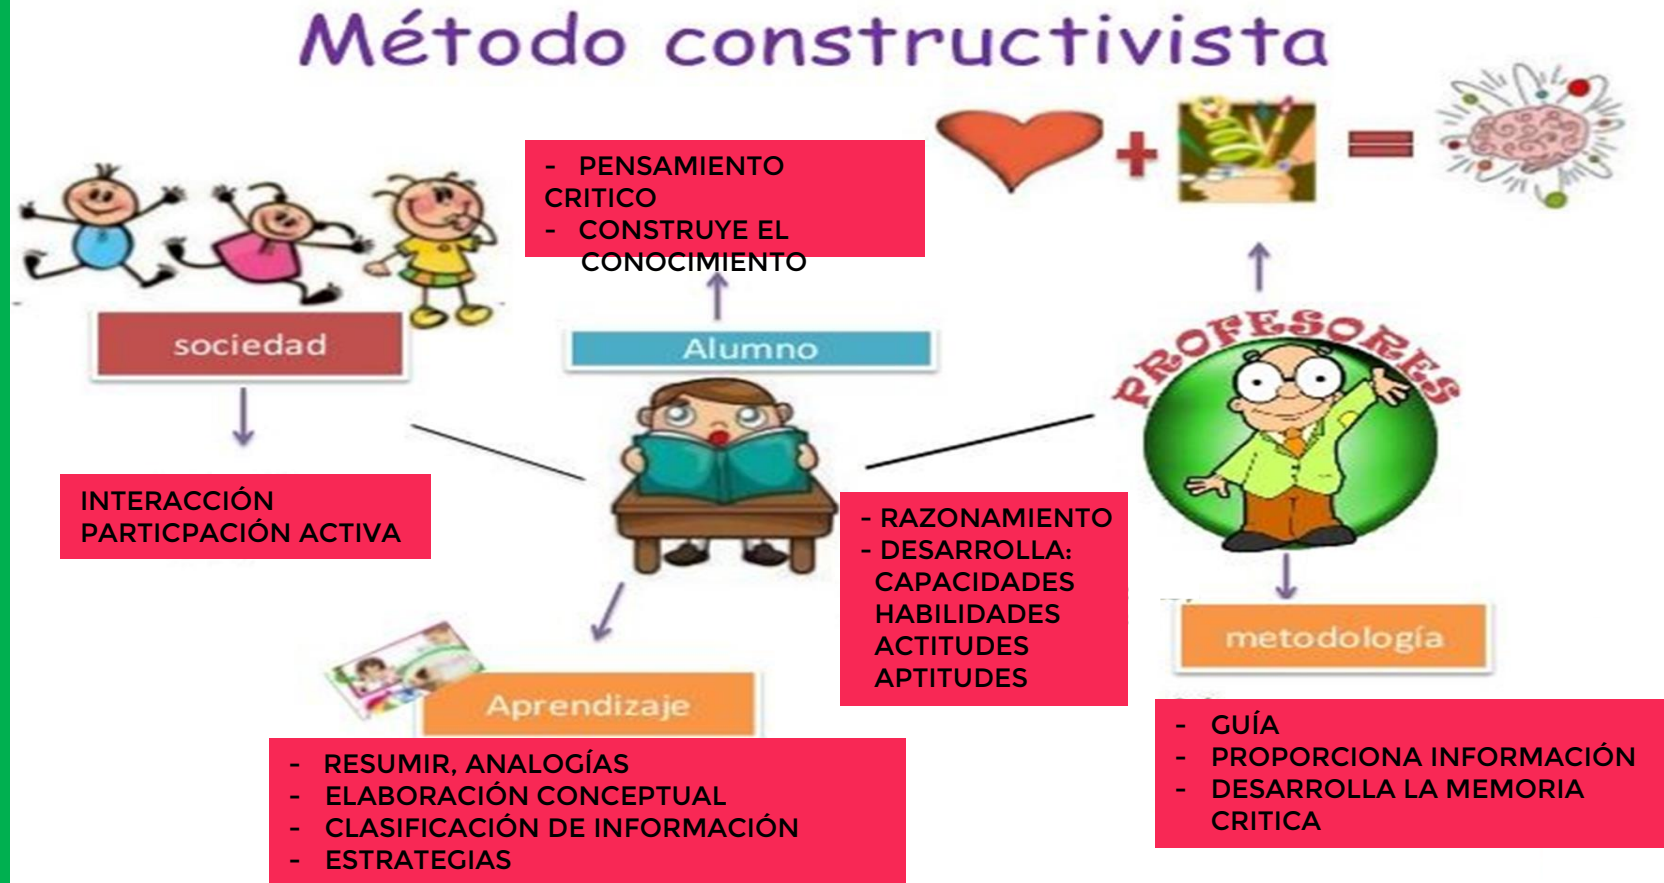 Método constructivista
- PENSAMIENTO
CRITICO
- CONSTRUYE EL
CONOCIMIENTO
sociedad
Alumno
PROFESORES
INTERACCIÓN
PARTICPACIÓN ACTIVA
- RAZONAMIENTO
- DESARROLLA:
CAPACIDADES
HABILIDADES
ACTITUDES
APTITUDES
metodología
Aprendizaje
- GUÍA
- PROPORCIONA INFORMACIÓN
- DESARROLLA LA MEMORIA
CRITICA
- RESUMIR, ANALOGÍAS
- ELABORACIÓN CONCEPTUAL
- CLASIFICACIÓN DE INFORMACIÓN
- ESTRATEGIAS